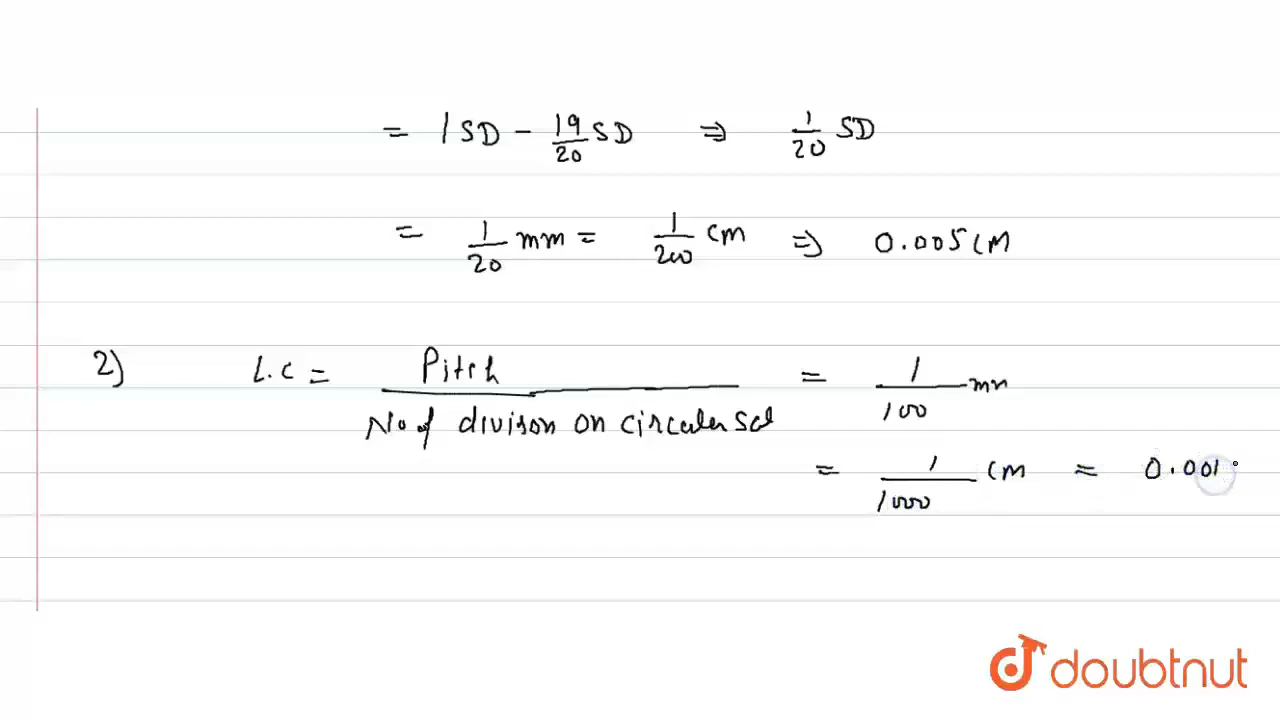 = 1 SD - 19/20 SD ⇒ 1/20 SD
= 1/20 mm = 1/200 cm ⇒ 0.005 cm
2) L.C = Pitch / No of divison on circular scl = 1/100 mm
= 1/1000 cm = 0.001
doubtnut